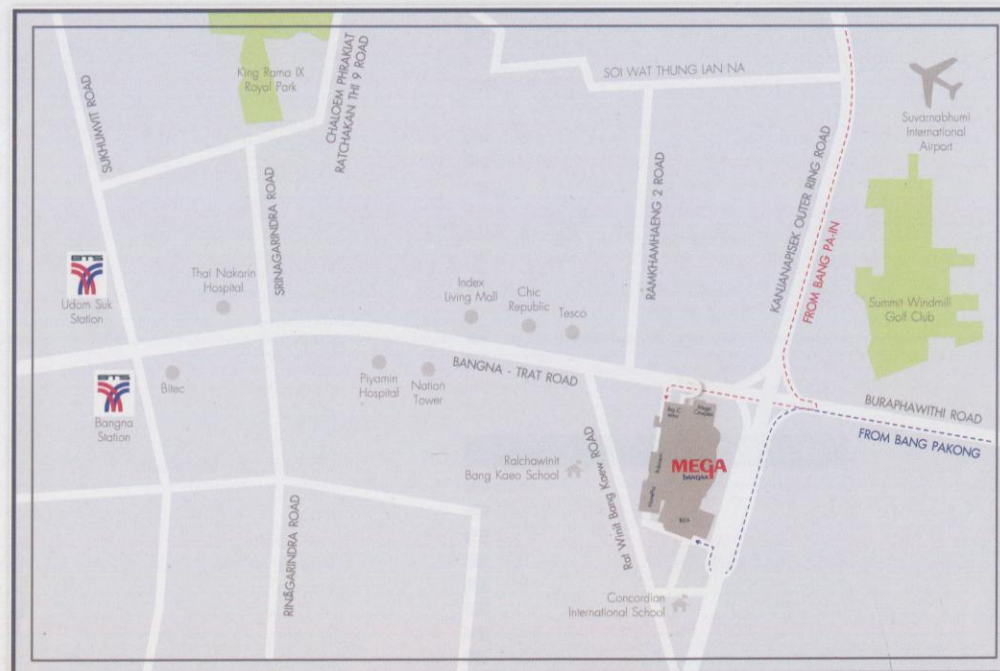 King Rama IX
Royal Park
CHALOEM PHRAKIAT
RATCHAKAN THI 9 ROAD
SOI WAT THUNG LAN NA
SUKHUMVIT ROAD
SRINAGARINDRA ROAD
RAMKHAMHAENG 2 ROAD
KANJANAPISEK OUTER RING ROAD
FROM BANG PA-IN
Suvarnabhumi
International
Airport
BTS
Udom Suk
Station
Thai Nakarin
Hospital
Index
Living Mall
Chic
Republic
Tesco
Summit Windmill
Golf Club
BTS
Bangna
Station
Bitec
Piyamin
Hospital
Nation
Tower
BANGNA - TRAT ROAD
BURAPHAWITHI ROAD
FROM BANG PAKONG
Big C
MEGA
BANGNA
IKEA
Ratchawinit
Bang Kaeo School
Rat Winit Bang Kaew ROAD
RINAGARINDRA ROAD
Concordian
International School